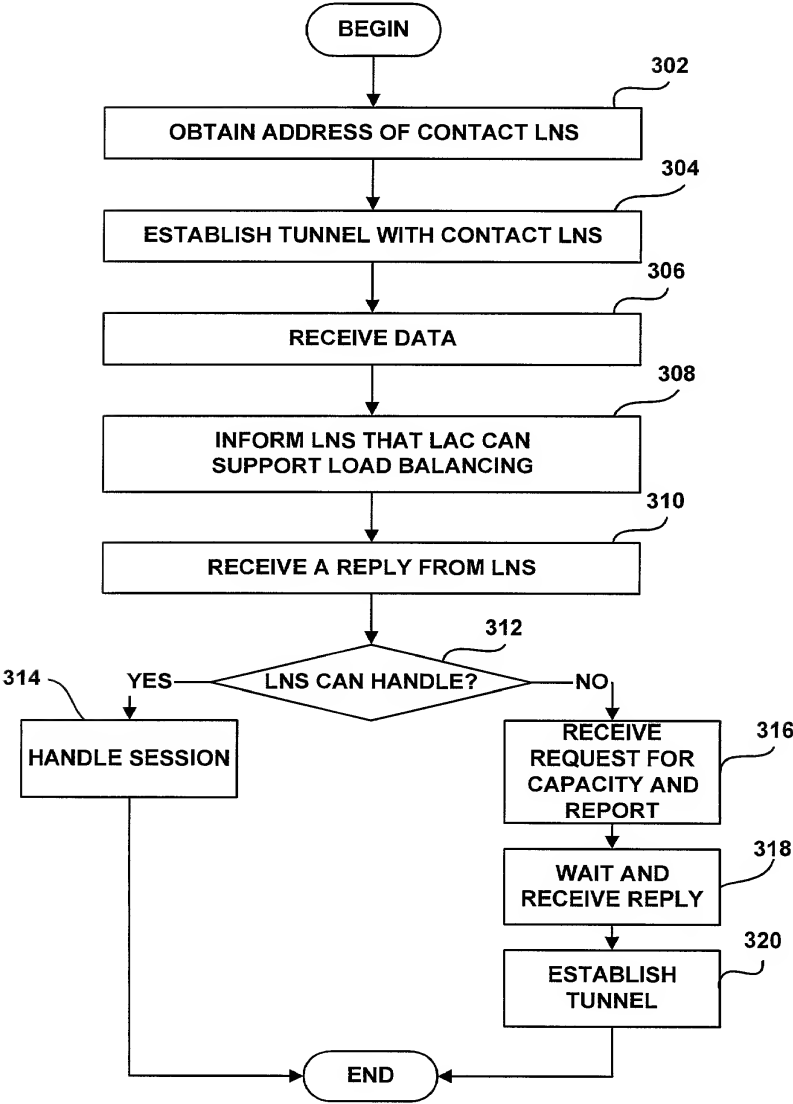 BEGIN
302
OBTAIN ADDRESS OF CONTACT LNS
304
ESTABLISH TUNNEL WITH CONTACT LNS
306
RECEIVE DATA
308
INFORM LNS THAT LAC CAN
SUPPORT LOAD BALANCING
310
RECEIVE A REPLY FROM LNS
312
LNS CAN HANDLE?
YES
NO
314
HANDLE SESSION
316
RECEIVE
REQUEST FOR
CAPACITY AND
REPORT
318
WAIT AND
RECEIVE REPLY
320
ESTABLISH
TUNNEL
END